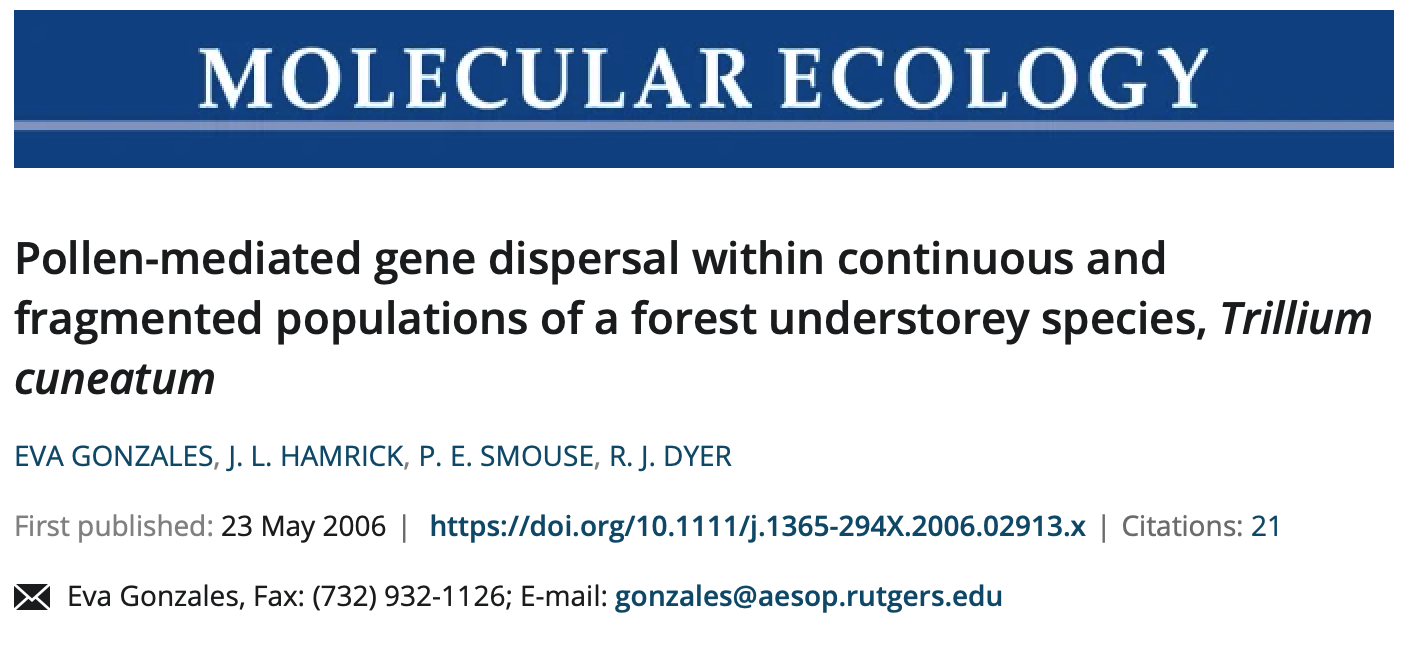 MOLECULAR ECOLOGY
Pollen-mediated gene dispersal within continuous and
fragmented populations of a forest understorey species, Trillium
cuneatum
EVA GONZALES, J. L. HAMRICK, P. E. SMOUSE, R. J. DYER
First published: 23 May 2006 | https://doi.org/10.1111/j.1365-294X.2006.02913.x | Citations: 21
Eva Gonzales, Fax: (732) 932-1126; E-mail: gonzales@aesop.rutgers.edu